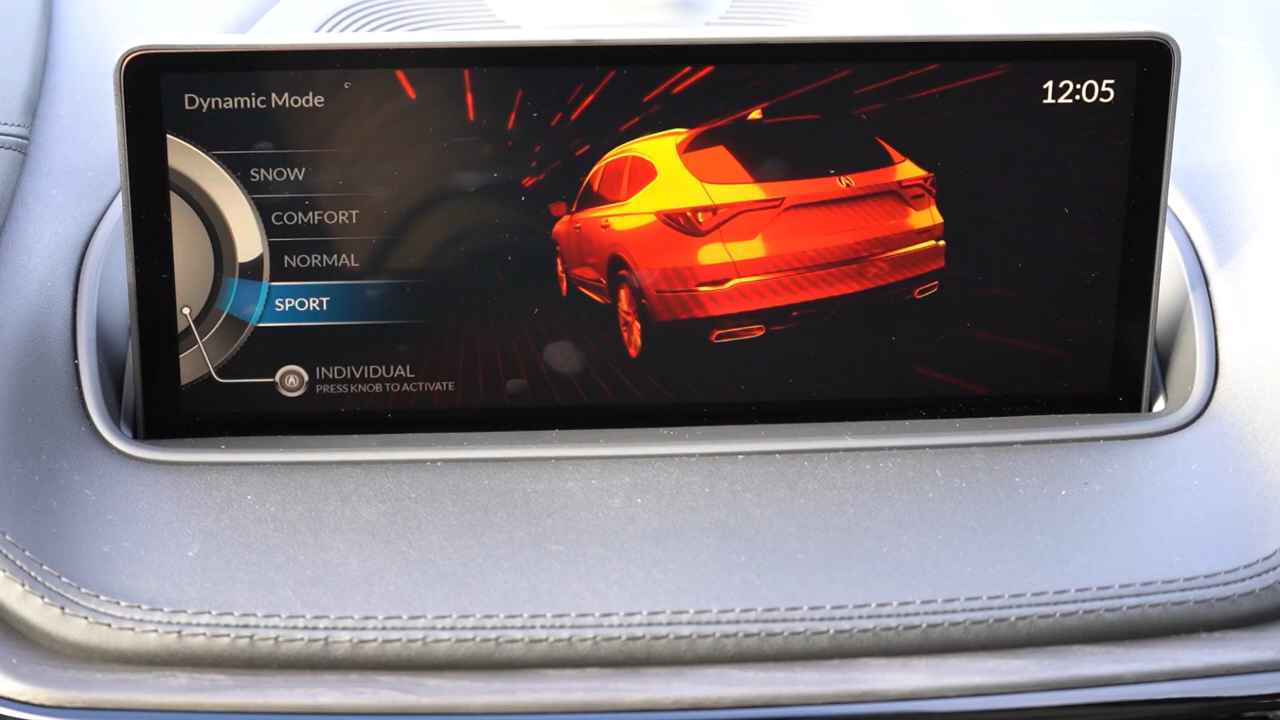 Dynamic Mode
12:05
SNOW
COMFORT
NORMAL
SPORT
INDIVIDUAL
PRESS KNOB TO ACTIVATE